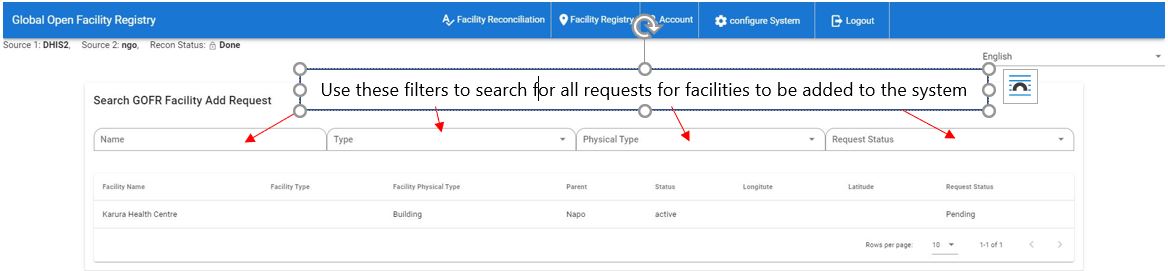 Global Open Facility Registry Facility Reconciliation Facility Registry Account configure System Logout
Source 1: DHIS2, Source 2: ngo, Recon Status: Done
English
Use these filters to search for all requests for facilities to be added to the system
Search GOFR Facility Add Request
Name Type Physical Type Request Status
Facility Name Facility Type Facility Physical Type Parent Status Longitute Latitude Request Status
Karura Health Centre Building Napo active Pending
Rows per page: 10 1-1 of 1